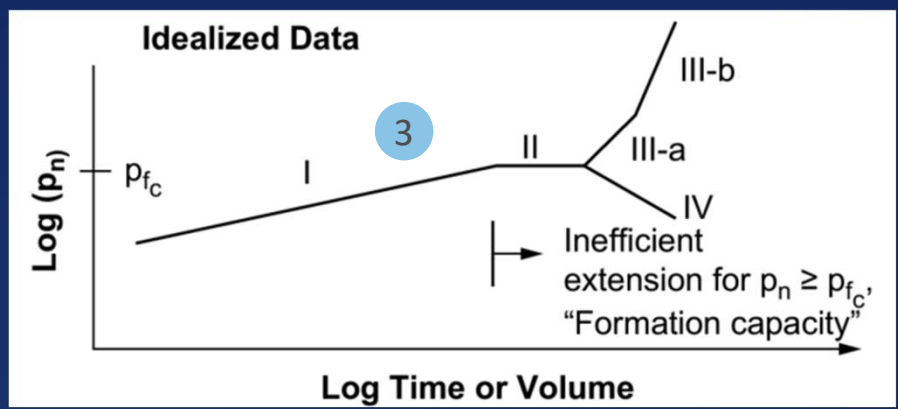 Idealized Data
3
III-b
II
III-a
I
Pfc
IV
Log (pn)
Inefficient
extension for pn ≥ pfc,
“Formation capacity”
Log Time or Volume